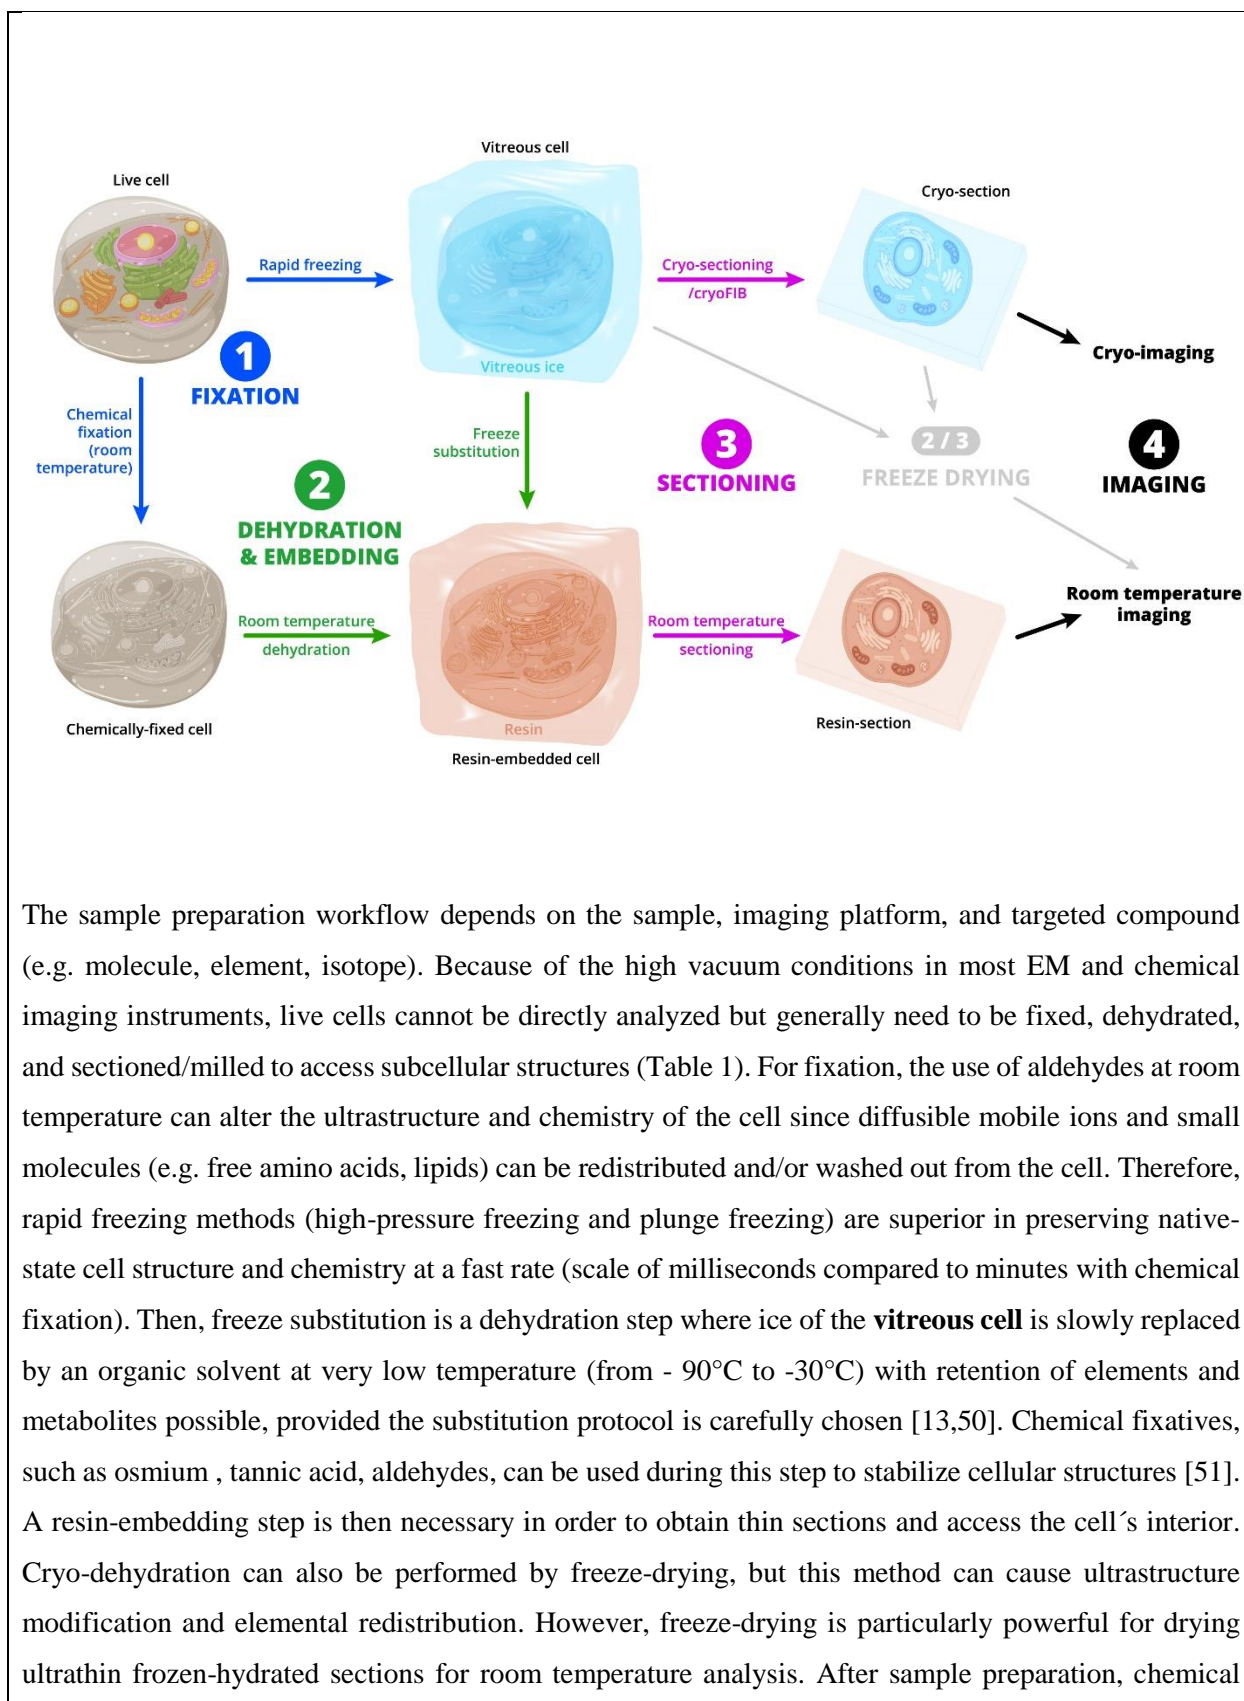 Vitreous cell
Live cell
Cryo-section
Rapid freezing
Cryo-sectioning
/cryoFIB
1
FIXATION
Vitreous ice
Cryo-imaging
Chemical
fixation
(room
temperature)
Freeze
substitution
3
SECTIONING
2 / 3
FREEZE DRYING
4
IMAGING
2
DEHYDRATION
& EMBEDDING
Room temperature
dehydration
Room temperature
sectioning
Room temperature
imaging
Chemically-fixed cell
Resin
Resin-embedded cell
Resin-section
The sample preparation workflow depends on the sample, imaging platform, and targeted compound
(e.g. molecule, element, isotope). Because of the high vacuum conditions in most EM and chemical
imaging instruments, live cells cannot be directly analyzed but generally need to be fixed, dehydrated,
and sectioned/milled to access subcellular structures (Table 1). For fixation, the use of aldehydes at room
temperature can alter the ultrastructure and chemistry of the cell since diffusible mobile ions and small
molecules (e.g. free amino acids, lipids) can be redistributed and/or washed out from the cell. Therefore,
rapid freezing methods (high-pressure freezing and plunge freezing) are superior in preserving native-
state cell structure and chemistry at a fast rate (scale of milliseconds compared to minutes with chemical
fixation). Then, freeze substitution is a dehydration step where ice of the vitreous cell is slowly replaced
by an organic solvent at very low temperature (from - 90°C to -30°C) with retention of elements and
metabolites possible, provided the substitution protocol is carefully chosen [13,50]. Chemical fixatives,
such as osmium , tannic acid, aldehydes, can be used during this step to stabilize cellular structures [51].
A resin-embedding step is then necessary in order to obtain thin sections and access the cell´s interior.
Cryo-dehydration can also be performed by freeze-drying, but this method can cause ultrastructure
modification and elemental redistribution. However, freeze-drying is particularly powerful for drying
ultrathin frozen-hydrated sections for room temperature analysis. After sample preparation, chemical